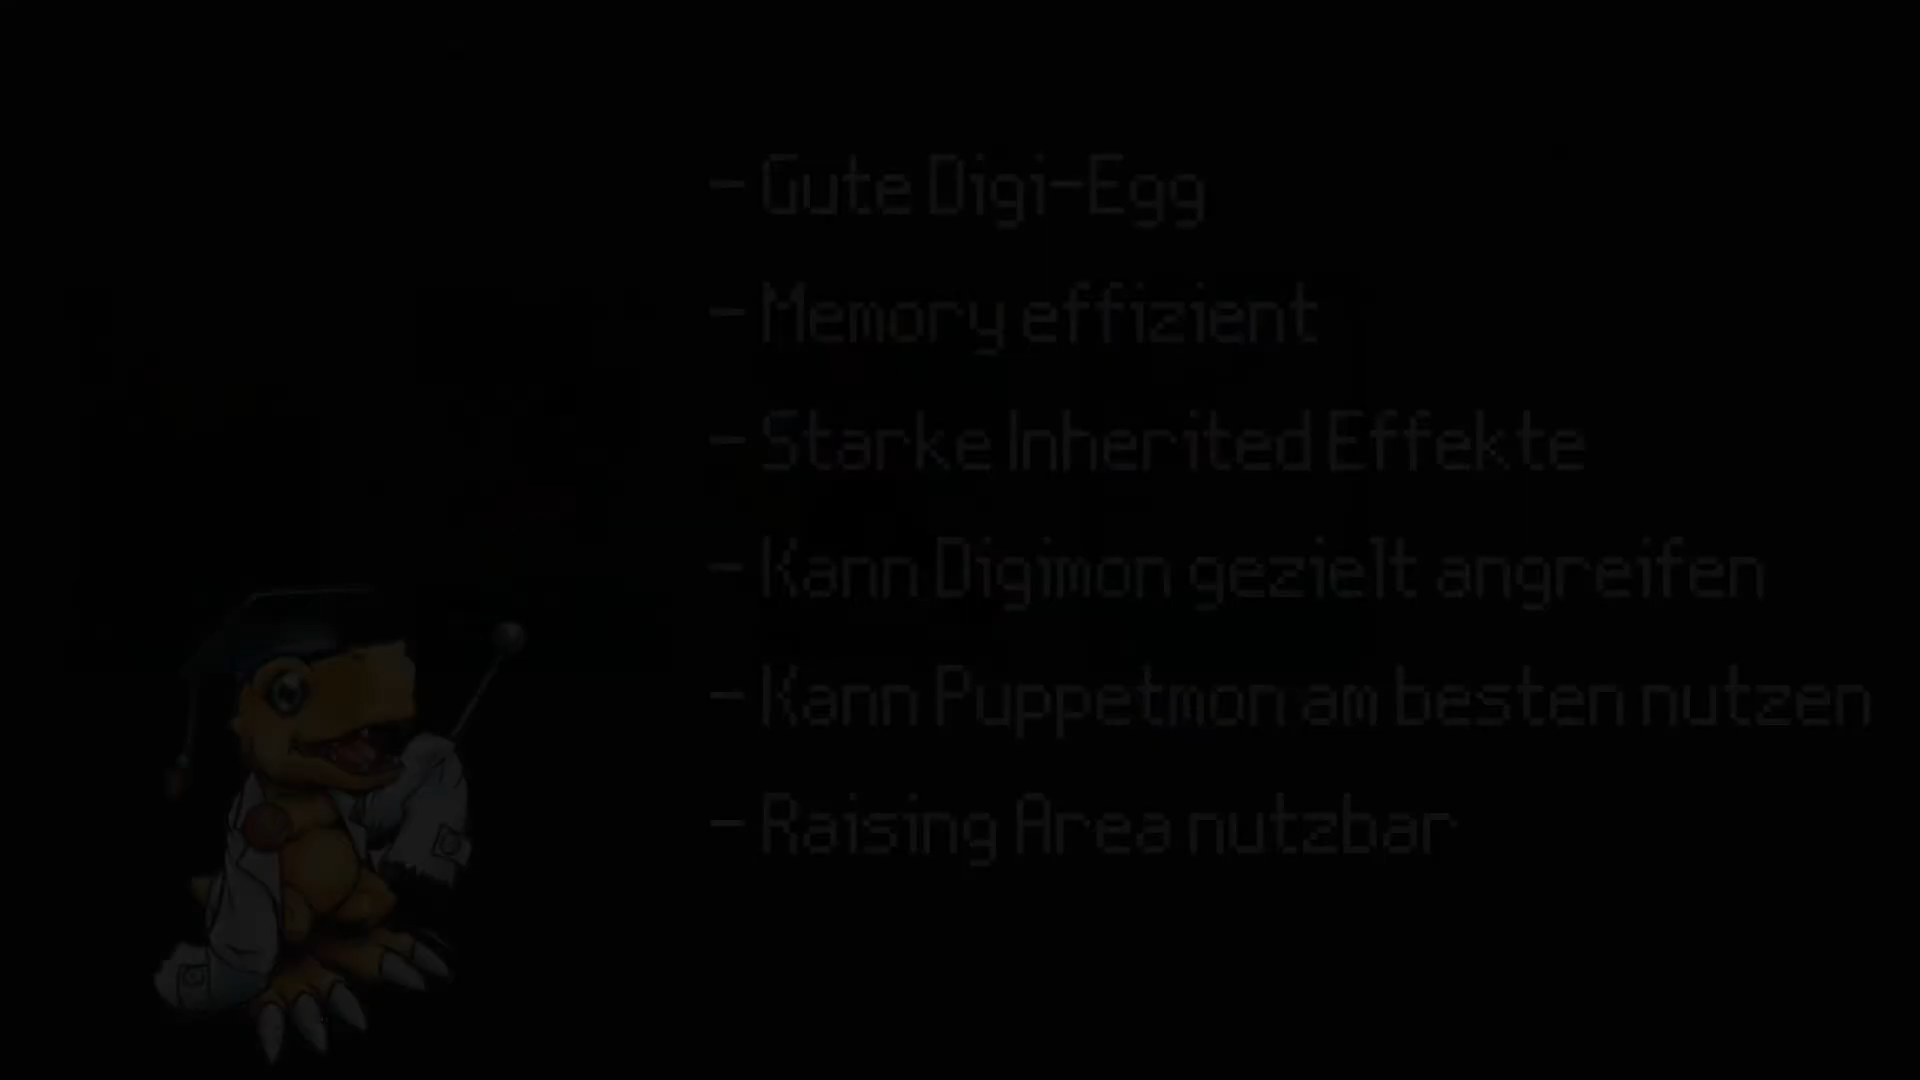 - Gute Digi-Egg
- Memory effizient
- Starke Inherited Effekte
- Kann Digimon gezielt angreifen
- Kann Puppetmon am besten nutzen
- Raising Area nutzbar